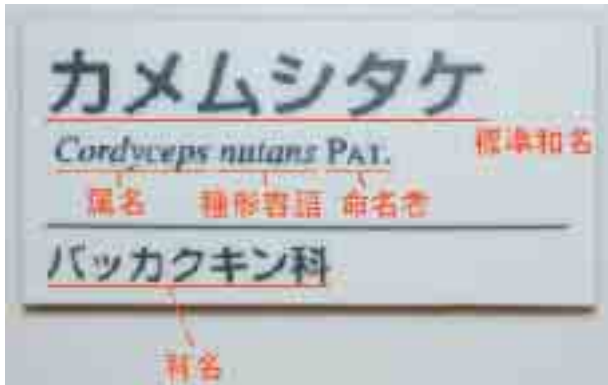 カメムシタケ
標準和名
Cordyceps nutans PAT.
属名 種形容語 命名者
バッカクキン科
科名